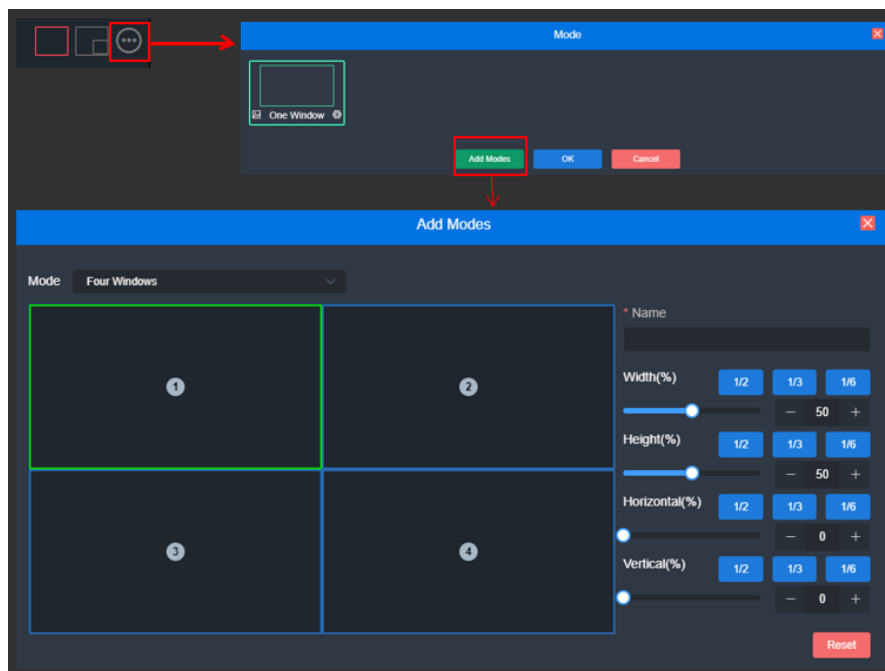 Mode
One Window
Add Modes OK Cancel
Add Modes
Mode Four Windows
* Name
1 2
Width(%) 1/2 1/3 1/6
— 50 +
Height(%) 1/2 1/3 1/6
— 50 +
Horizontal(%) 1/2 1/3 1/6
— 0 +
3 4
Vertical(%) 1/2 1/3 1/6
— 0 +
Reset